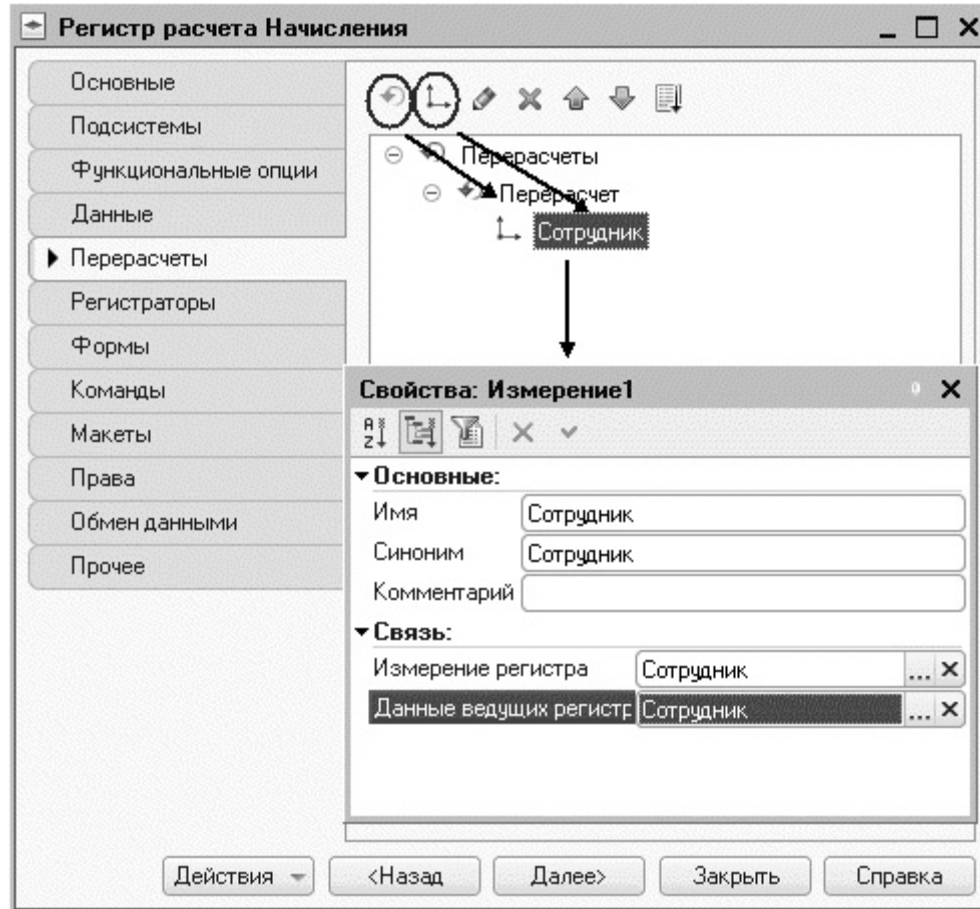 Регистр расчета Начисления
Основные
Подсистемы
Функциональные опции
Данные
Перерасчеты
Регистраторы
Формы
Команды
Макеты
Права
Обмен данными
Прочее
Перерасчеты
Перерасчет
Сотрудник
Свойства: Измерение1
Основные:
Имя Сотрудник
Синоним Сотрудник
Комментарий
Связь:
Измерение регистра Сотрудник ...
Данные ведущих регистр Сотрудник ...
Действия <Назад Далее> Закрыть Справка